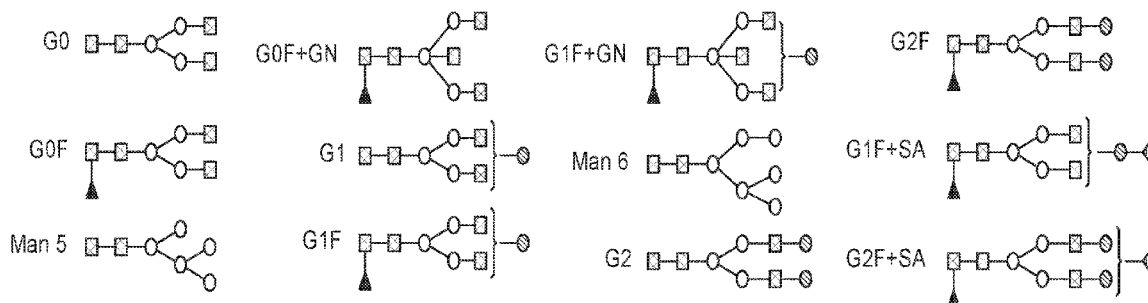 G0
G0F+GN
G1F+GN
G2F
G0F
G1
Man 6
G1F+SA
Man 5
G1F
G2
G2F+SA